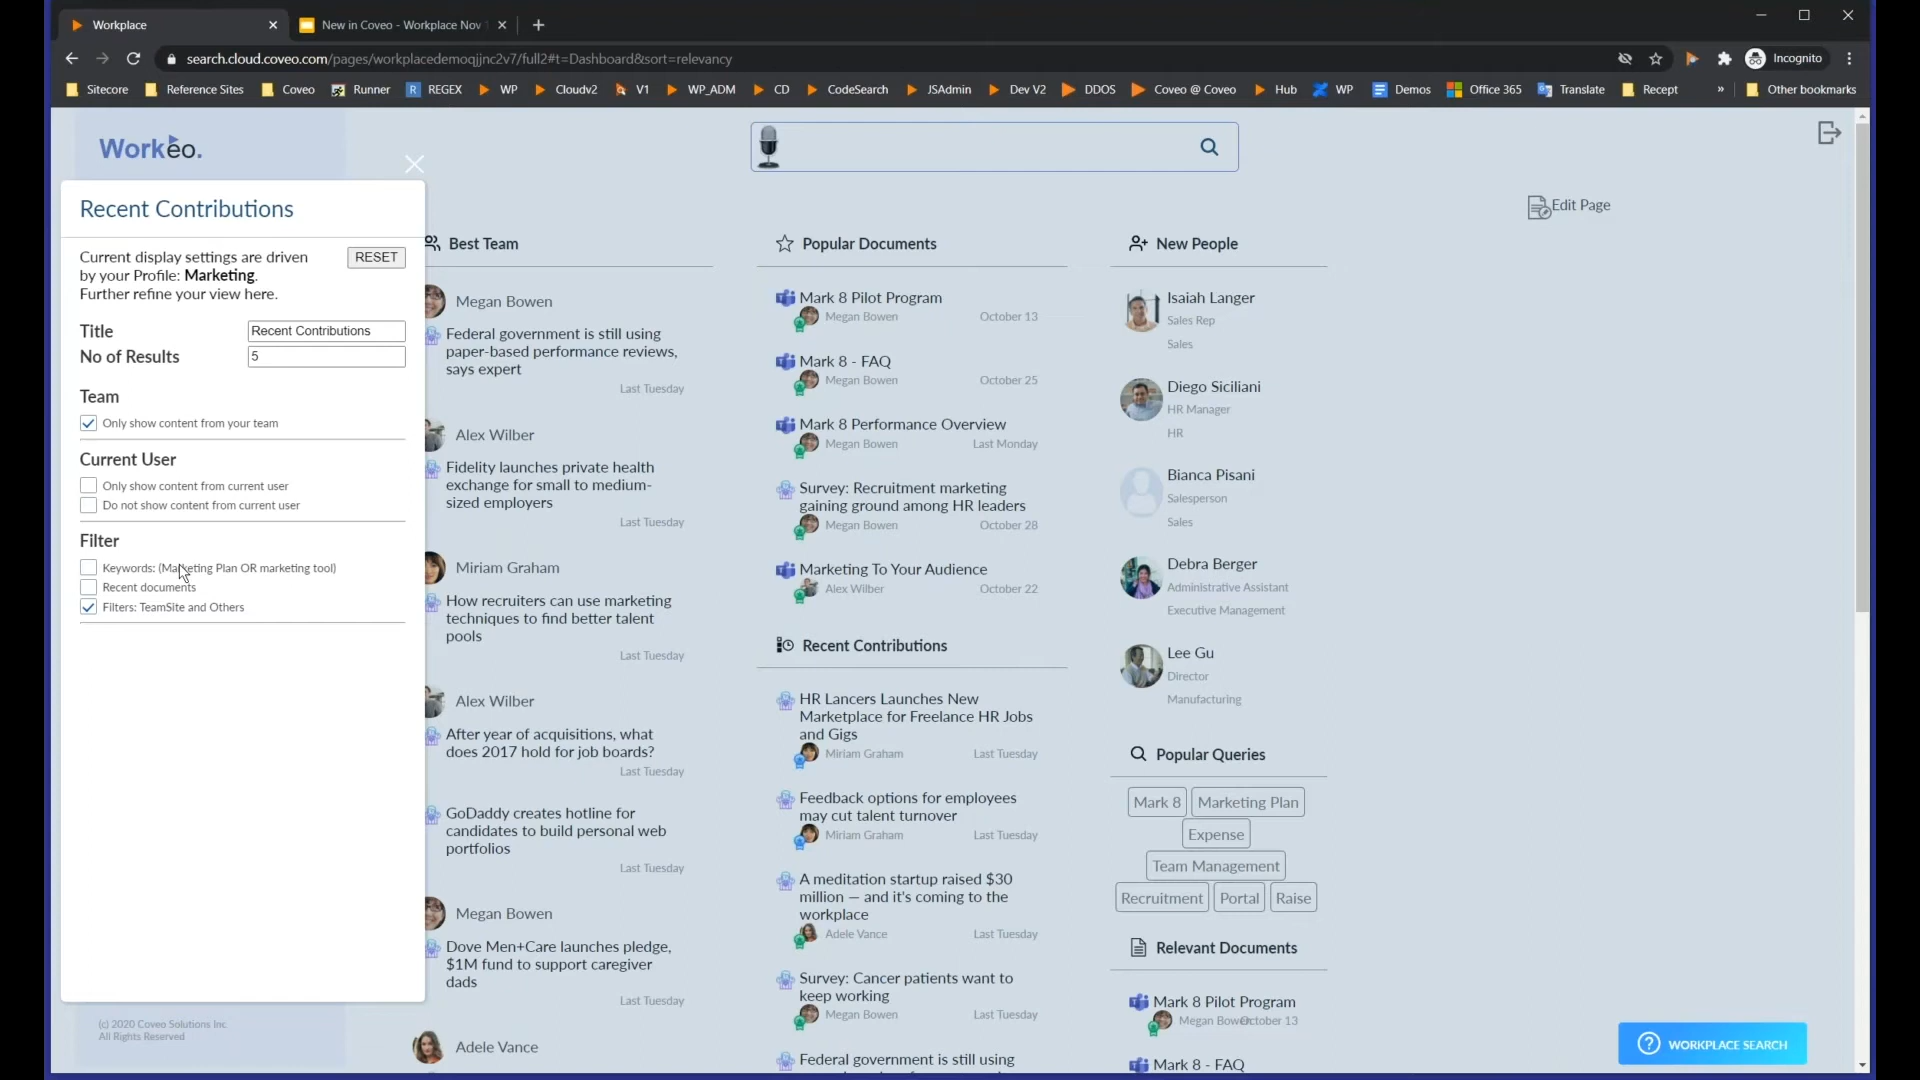 Workplace
New in Coveo - Workplace Nov
search.cloud.coveo.com/pages/workplacedemoqjjnc2v7/full2#t=Dashboard&sort=relevancy
Incognito
Sitecore
Reference Sites
Coveo
Runner
REGEX
WP
Cloudv2
V1
WP_ADM
CD
CodeSearch
JSAdmin
Dev V2
DDOS
Coveo @ Coveo
Hub
WP
Demos
Office 365
Translate
Recept
»
Other bookmarks
Workeo.
Edit Page
Recent Contributions
Current display settings are driven
by your Profile: Marketing.
Further refine your view here.
RESET
Title
Recent Contributions
No of Results
5
Team
Only show content from your team
Current User
Only show content from current user
Do not show content from current user
Filter
Keywords: (Marketing Plan OR marketing tool)
Recent documents
Filters: TeamSite and Others
(c) 2020 Coveo Solutions Inc
All Rights Reserved
Best Team
Megan Bowen
Federal government is still using
paper-based performance reviews,
says expert
Last Tuesday
Alex Wilber
Fidelity launches private health
exchange for small to medium-
sized employers
Last Tuesday
Miriam Graham
How recruiters can use marketing
techniques to find better talent
pools
Last Tuesday
Alex Wilber
After year of acquisitions, what
does 2017 hold for job boards?
Last Tuesday
GoDaddy creates hotline for
candidates to build personal web
portfolios
Last Tuesday
Megan Bowen
Dove Men+Care launches pledge,
$1M fund to support caregiver
dads
Last Tuesday
Adele Vance
Popular Documents
Mark 8 Pilot Program
Megan Bowen October 13
Mark 8 - FAQ
Megan Bowen October 25
Mark 8 Performance Overview
Megan Bowen Last Monday
Survey: Recruitment marketing
gaining ground among HR leaders
Megan Bowen October 28
Marketing To Your Audience
Alex Wilber October 22
Recent Contributions
HR Lancers Launches New
Marketplace for Freelance HR Jobs
and Gigs
Miriam Graham Last Tuesday
Feedback options for employees
may cut talent turnover
Miriam Graham Last Tuesday
A meditation startup raised $30
million — and it's coming to the
workplace
Adele Vance Last Tuesday
Survey: Cancer patients want to
keep working
Megan Bowen Last Tuesday
Federal government is still using
New People
Isaiah Langer
Sales Rep
Sales
Diego Siciliani
HR Manager
HR
Bianca Pisani
Salesperson
Sales
Debra Berger
Administrative Assistant
Executive Management
Lee Gu
Director
Manufacturing
Popular Queries
Mark 8 Marketing Plan
Expense
Team Management
Recruitment Portal Raise
Relevant Documents
Mark 8 Pilot Program
Megan Bowen October 13
Mark 8 - FAQ
WORKPLACE SEARCH